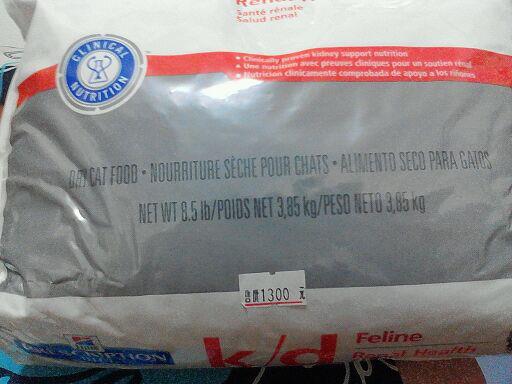 Santé rénale
Salud renal
CLINICAL NUTRITION
• Clinically proven kidney support nutrition
• Une nutrition avec preuves cliniques pour un soutien rénal
• Nutrición clínicamente comprobada de apoyo a los riñones
DRY CAT FOOD • NOURRITURE SÈCHE POUR CHATS • ALIMENTO SECO PARA GATOS
NET WT 8.5 lb/POIDS NET 3,85 kg/PESO NETO 3,85 kg
1300 元
k/d
Feline
Renal Health